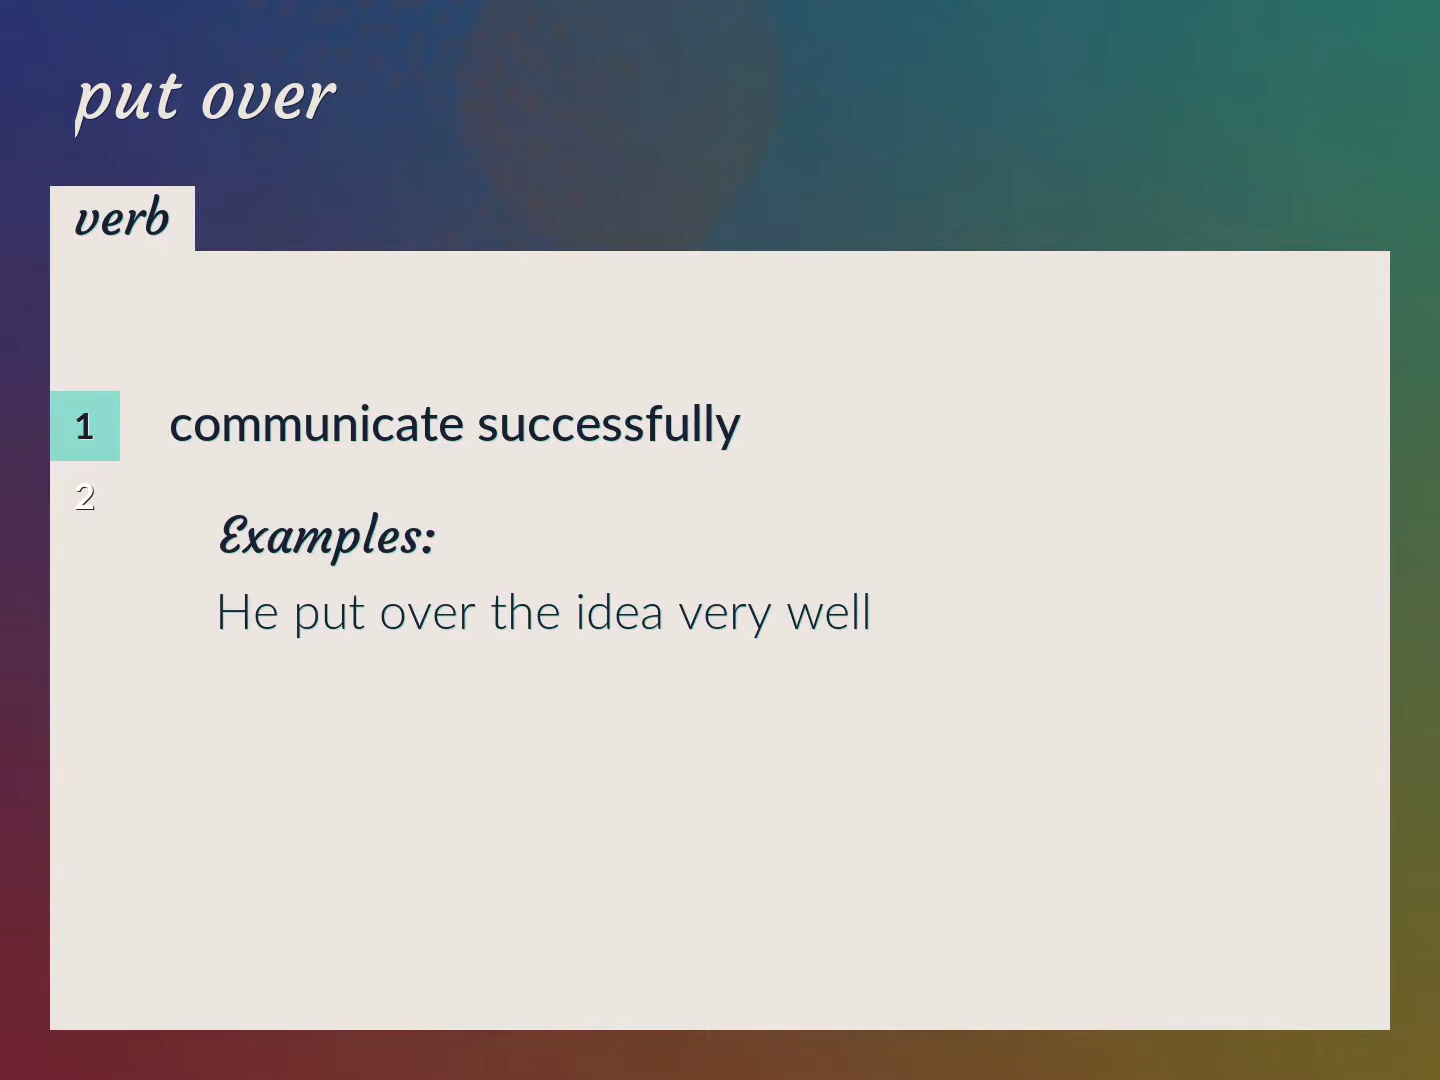 put over
verb
1 communicate successfully
2
Examples:
He put over the idea very well